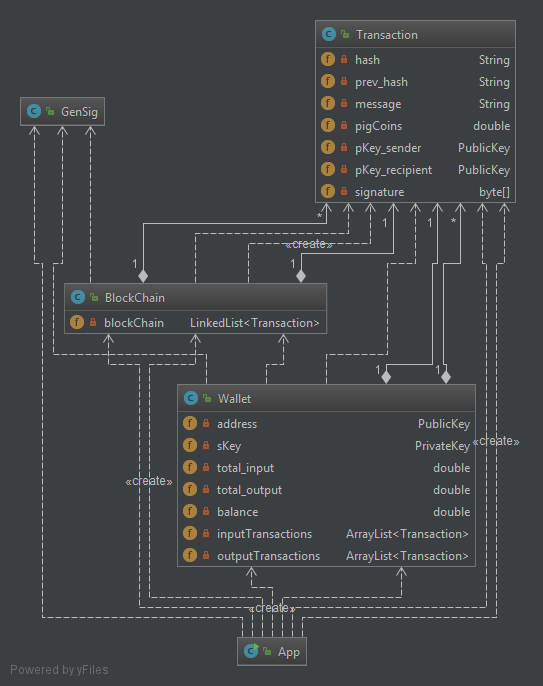 Transaction
hash String
prev_hash String
message String
pigCoins double
pKey_sender PublicKey
pKey_recipient PublicKey
signature byte[]
GenSig
* 1 1 *
«create»
1 1
BlockChain
blockChain LinkedList<Transaction>
1 1
Wallet
address PublicKey
sKey PrivateKey
«create»
total_input double
«create»
total_output double
balance double
inputTransactions ArrayList<Transaction>
outputTransactions ArrayList<Transaction>
«create»
App
Powered by yFiles